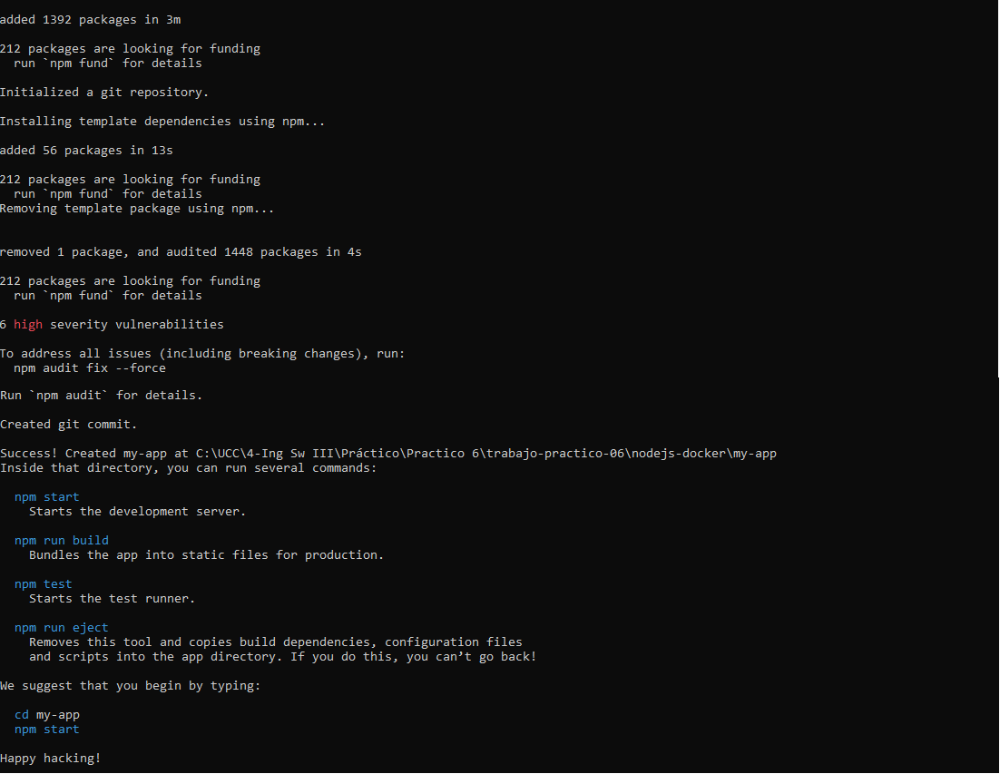 added 1392 packages in 3m
212 packages are looking for funding
run `npm fund` for details
Initialized a git repository.
Installing template dependencies using npm...
added 56 packages in 13s
212 packages are looking for funding
run `npm fund` for details
Removing template package using npm...
removed 1 package, and audited 1448 packages in 4s
212 packages are looking for funding
run `npm fund` for details
6 high severity vulnerabilities
To address all issues (including breaking changes), run:
npm audit fix --force
Run `npm audit` for details.
Created git commit.
Success! Created my-app at C:\UCC\4-Ing Sw III\Práctico\Practico 6\trabajo-practico-06\nodejs-docker\my-app
Inside that directory, you can run several commands:
npm start
Starts the development server.
npm run build
Bundles the app into static files for production.
npm test
Starts the test runner.
npm run eject
Removes this tool and copies build dependencies, configuration files
and scripts into the app directory. If you do this, you can’t go back!
We suggest that you begin by typing:
cd my-app
npm start
Happy hacking!